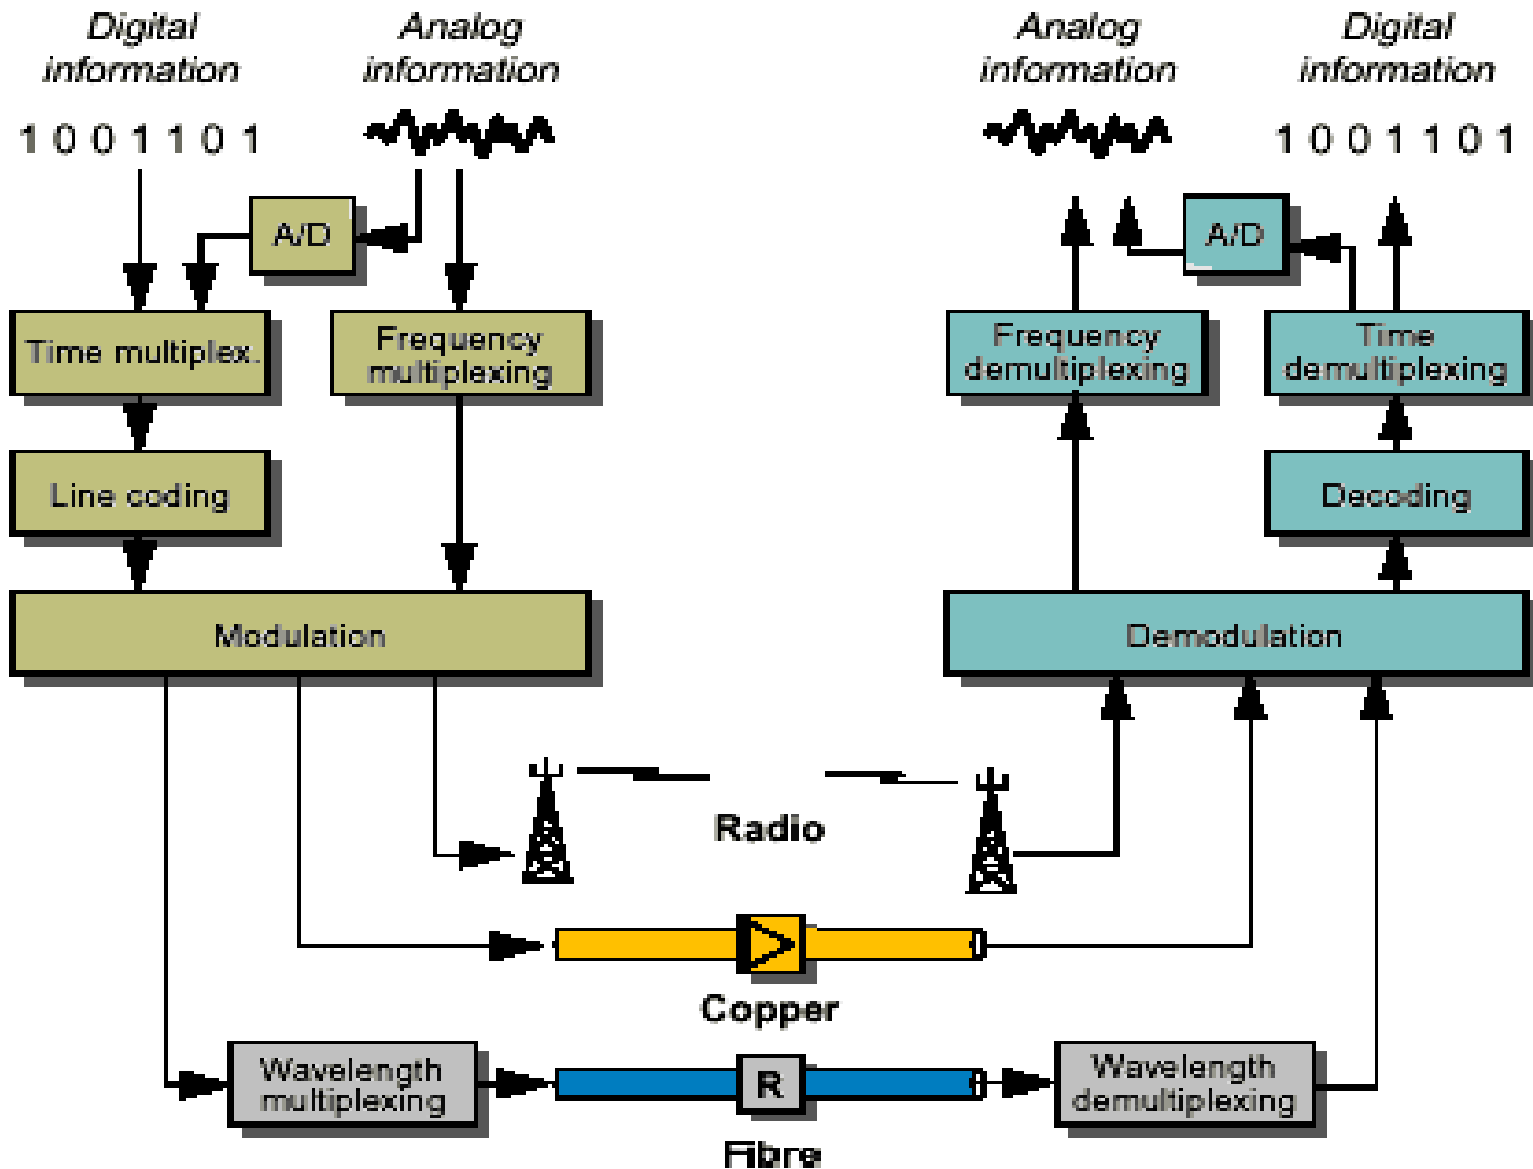 Digital
information
Analog
information
Analog
information
Digital
information
1 0 0 1 1 0 1
1 0 0 1 1 0 1
A/D
A/D
Time multiplex.
Frequency
multiplexing
Frequency
demultiplexing
Time
demultiplexing
Line coding
Decoding
Modulation
Demodulation
Radio
Copper
Wavelength
multiplexing
R
Wavelength
demultiplexing
Fibre